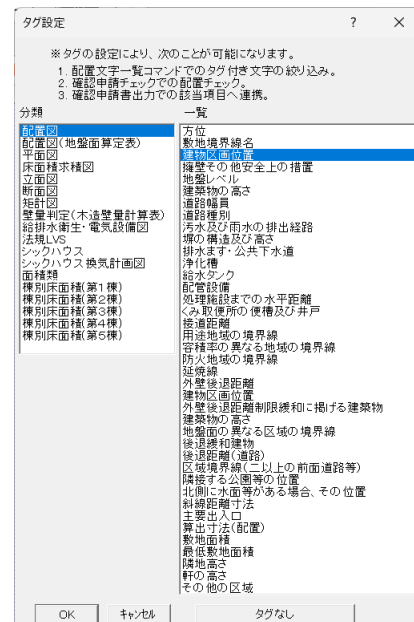 タグ設定
?
×
※タグの設定により、次のことが可能になります。
1. 配置文字一覧コマンドでのタグ付き文字の絞り込み。
2. 確認申請チェックでの配置チェック。
3. 確認申請書出力での該当項目へ連携。
分類
配置図
配置図(地盤面算定表)
平面図
床面積求積図
立面図
断面図
矩計図
壁量判定(木造壁量計算表)
給排水衛生・電気設備図
法規LVS
シックハウス
シックハウス換気計画図
面積類
棟別床面積(第1棟)
棟別床面積(第2棟)
棟別床面積(第3棟)
棟別床面積(第4棟)
棟別床面積(第5棟)
一覧
方位
敷地境界線名
建物区画位置
擁壁その他安全上の措置
地盤レベル
建築物の高さ
道路幅員
道路種別
汚水及び雨水の排出経路
塀の構造及び高さ
排水ます・公共下水道
浄化槽
給水タンク
配管設備
処理施設までの水平距離
くみ取便所の便槽及び井戸
接道距離
用途地域の境界線
容積率の異なる地域の境界線
防火地域の境界線
延焼線
外壁後退距離
建物区画位置
外壁後退距離制限緩和に掲げる建築物
建築物の高さ
地盤面の異なる区域の境界線
後退緩和建物
後退距離(道路)
区域境界線(二以上の前面道路等)
隣接する公園等の位置
北側に水面等がある場合、その位置
斜線距離寸法
主要出入口
算出寸法(配置)
敷地面積
最低敷地面積
隣地高さ
軒の高さ
その他の区域
OK
キャンセル
タグなし